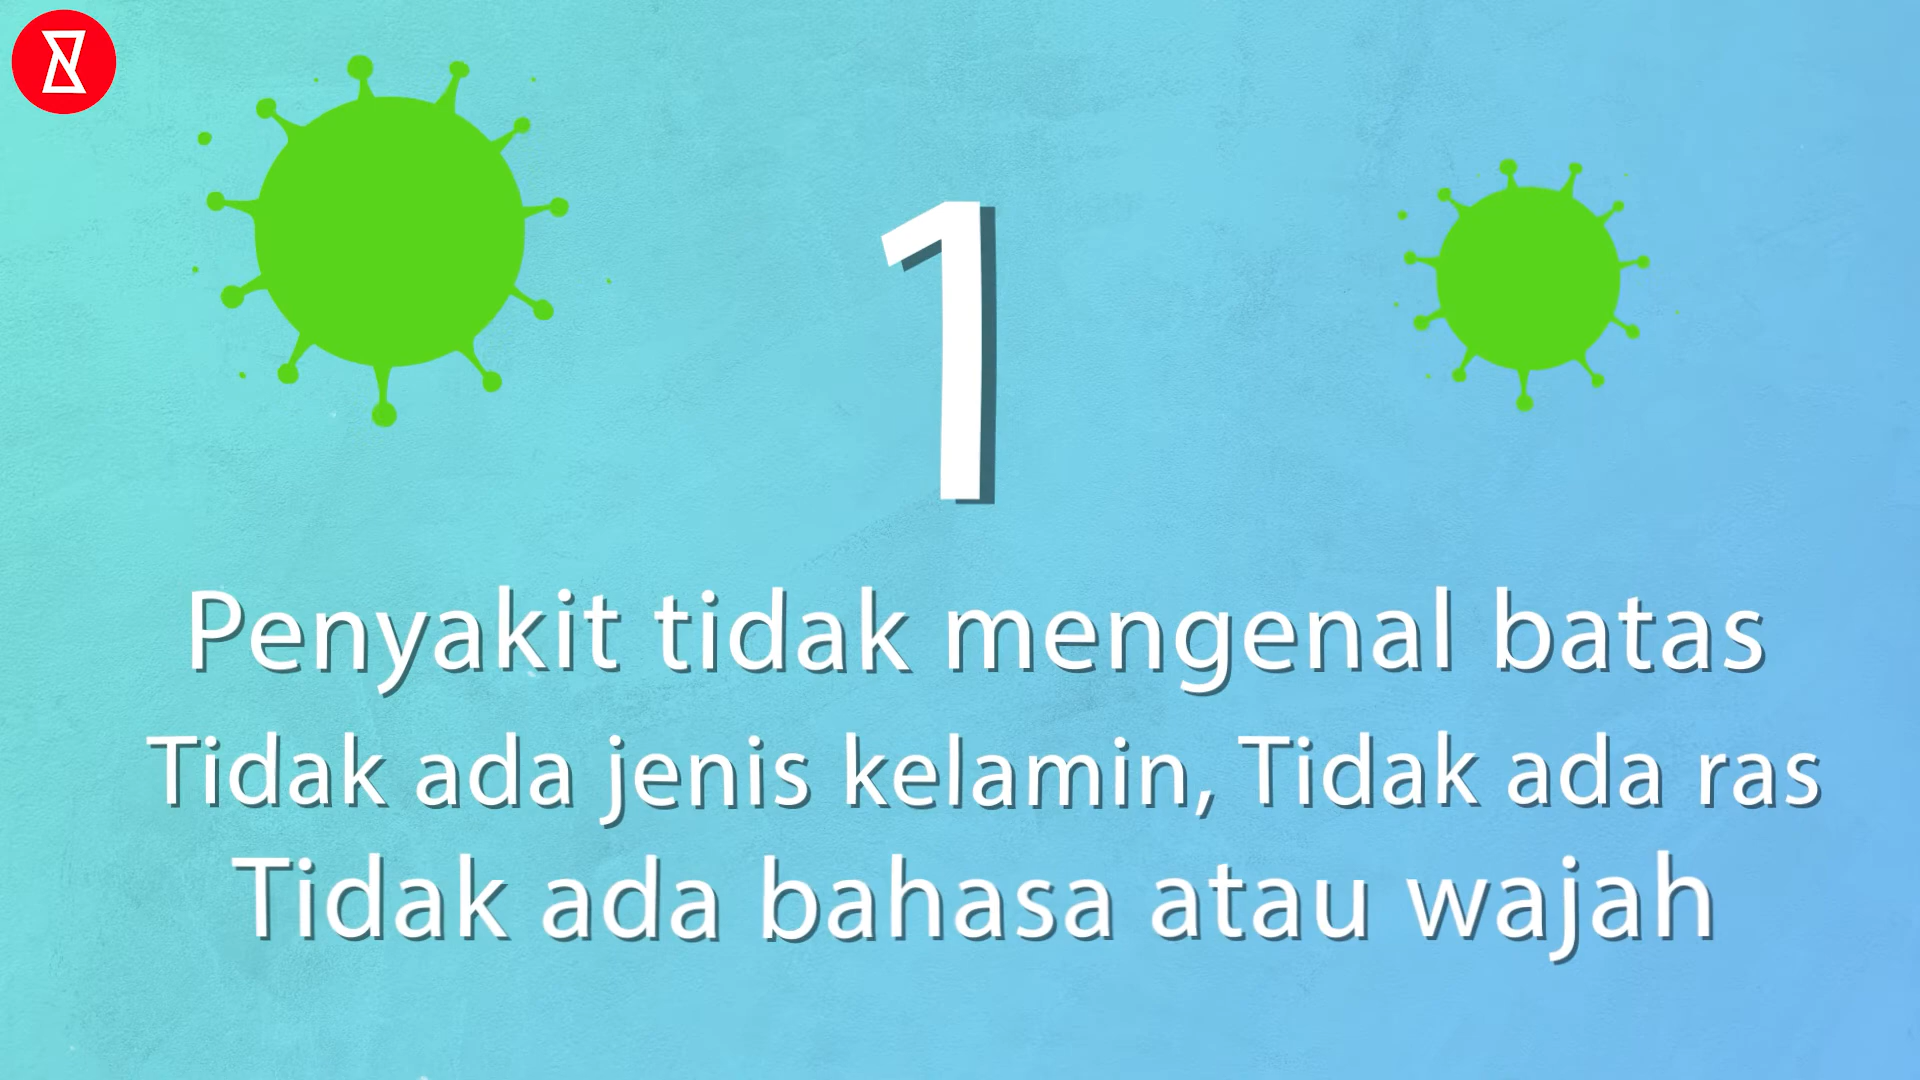 1
Penyakit tidak mengenal batas
Tidak ada jenis kelamin, Tidak ada ras
Tidak ada bahasa atau wajah